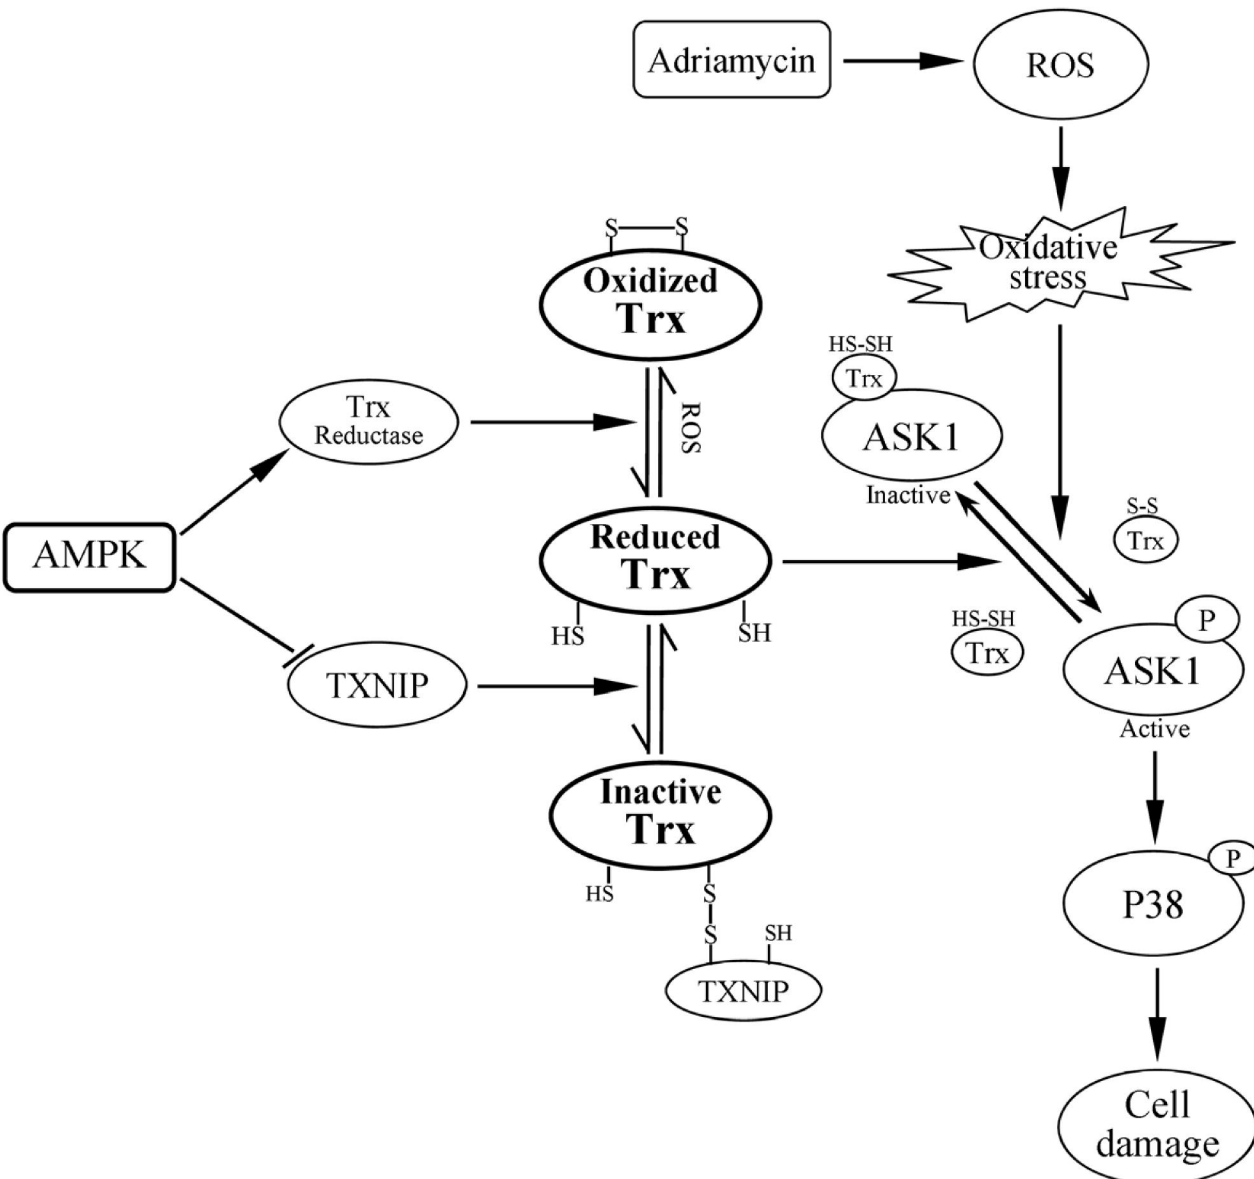 Adriamycin
ROS
Oxidative
stress
S
S
Oxidized
Trx
ROS
Trx
Reductase
HS-SH
Trx
ASK1
Inactive
AMPK
Reduced
Trx
HS
SH
S-S
Trx
HS-SH
Trx
P
ASK1
Active
TXNIP
Inactive
Trx
HS
S
S
SH
TXNIP
P
P38
Cell
damage